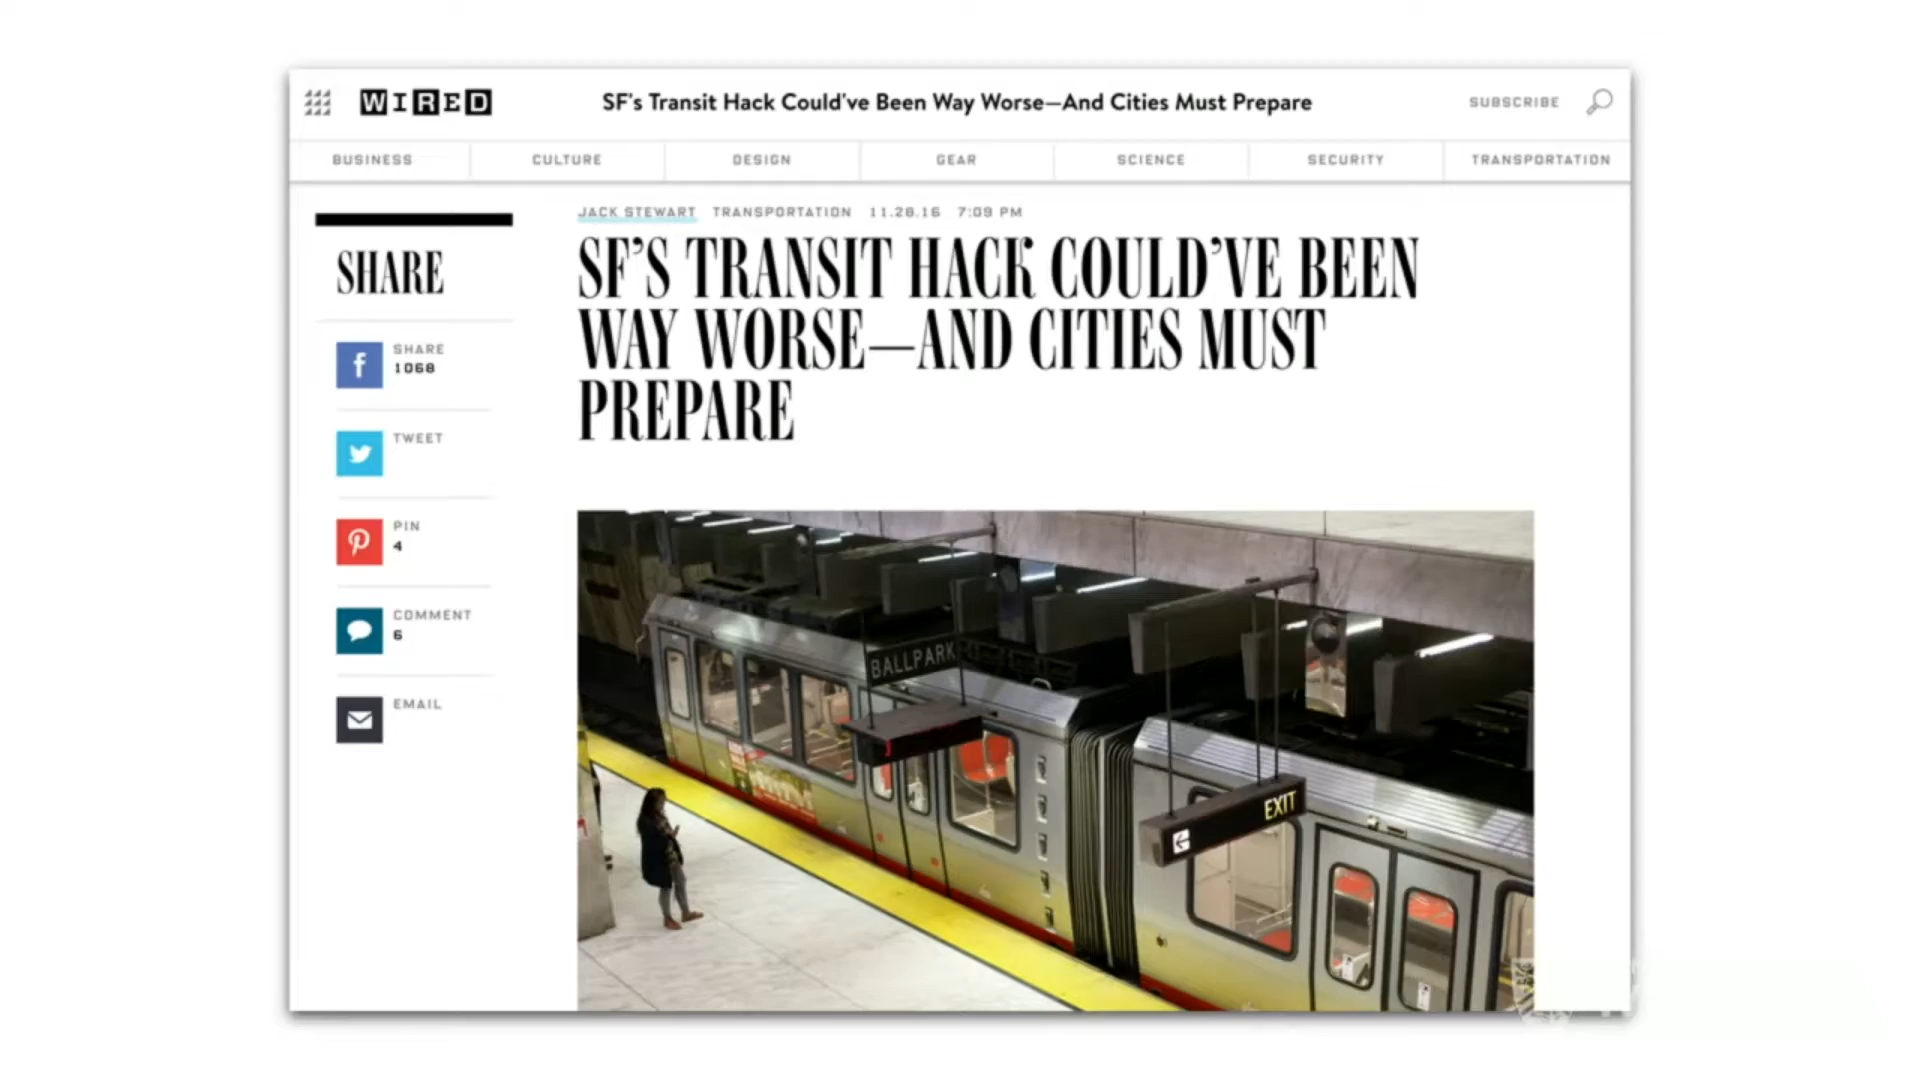 WIRED
SF's Transit Hack Could've Been Way Worse—And Cities Must Prepare
SUBSCRIBE
BUSINESS
CULTURE
DESIGN
GEAR
SCIENCE
SECURITY
TRANSPORTATION
JACK STEWART TRANSPORTATION 11.28.16 7:09 PM
SF'S TRANSIT HACK COULD'VE BEEN
WAY WORSE—AND CITIES MUST
PREPARE
SHARE
SHARE
1068
TWEET
PIN
4
COMMENT
6
EMAIL
BALLPARK
EXIT